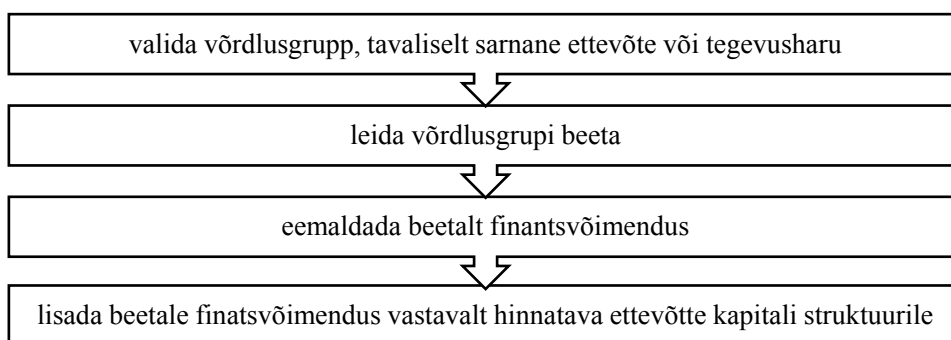 valida võrdlusgrupp, tavaliselt sarnane ettevõte või tegevusharu
leida võrdlusgrupi beeta
eemaldada beetalt finantsvõimendus
lisada beetale finatsvõimendus vastavalt hinnatava ettevõtte kapitali struktuurile